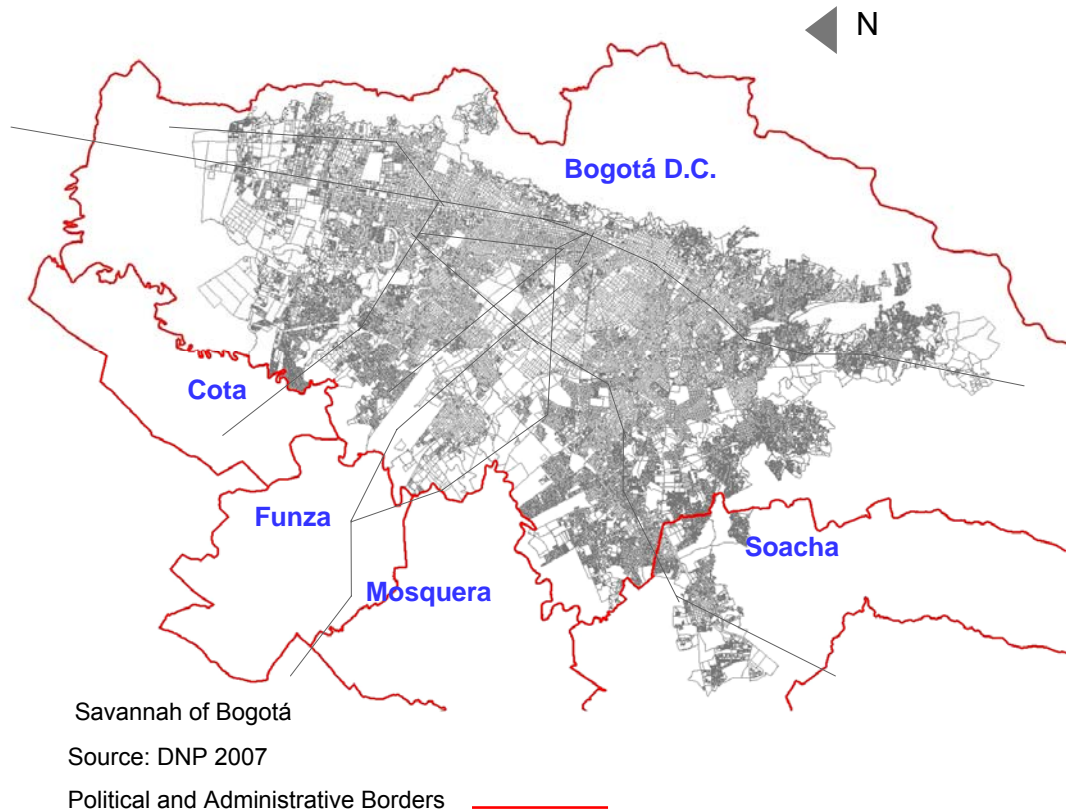 N
Bogotá D.C.
Cota
Funza
Soacha
Mosquera
Savannah of Bogotá
Source: DNP 2007
Political and Administrative Borders